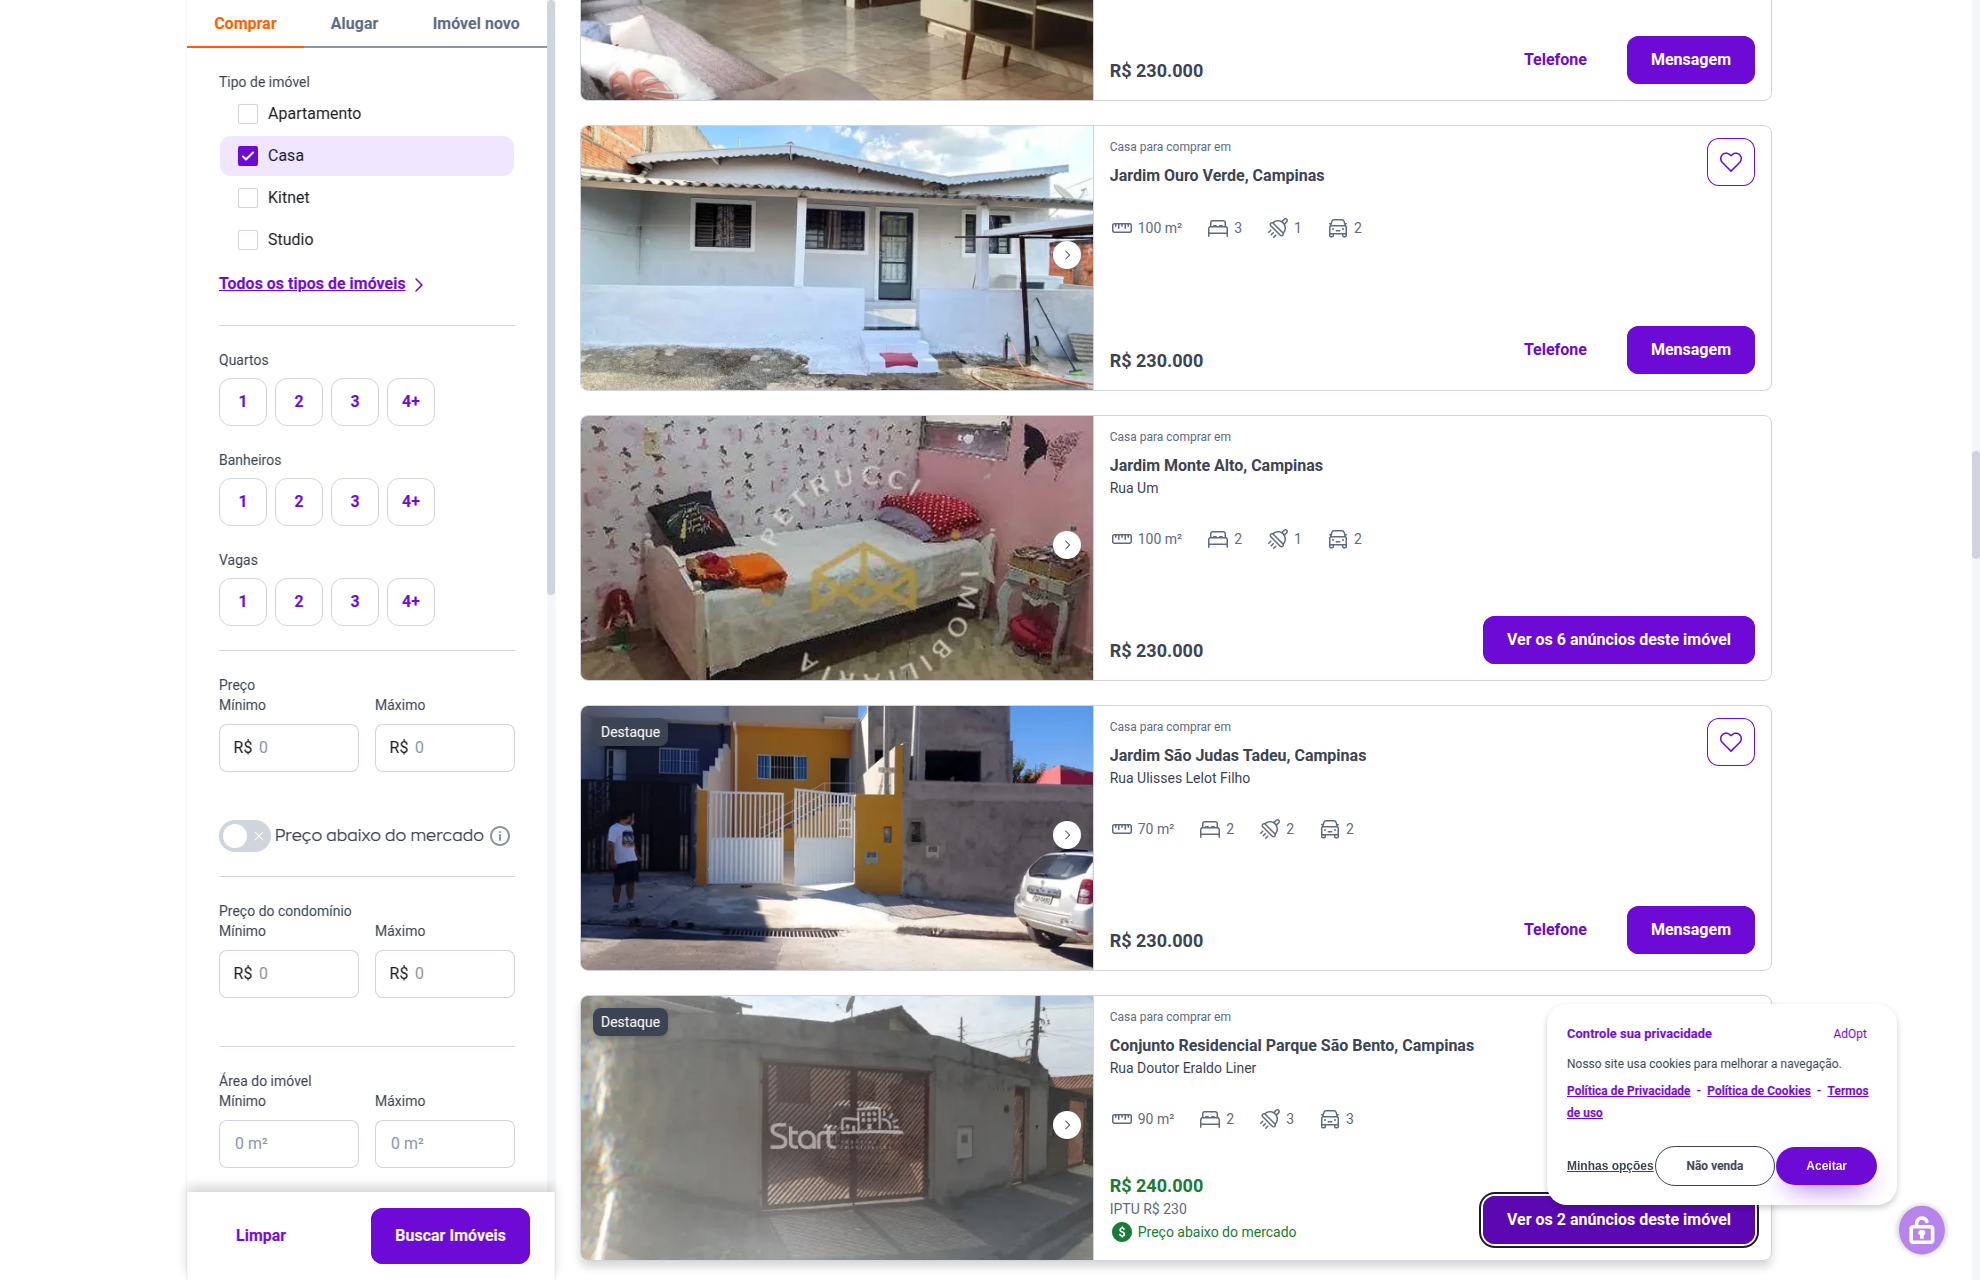 Comprar
Alugar
Imóvel novo
Tipo de imóvel
Apartamento
Casa
Kitnet
Studio
Todos os tipos de imóveis
Quartos
1 2 3 4+
Banheiros
1 2 3 4+
Vagas
1 2 3 4+
Preço
Mínimo Máximo
R$ 0 R$ 0
Preço abaixo do mercado
Preço do condomínio
Mínimo Máximo
R$ 0 R$ 0
Área do imóvel
Mínimo Máximo
0 m² 0 m²
Limpar
Buscar Imóveis
R$ 230.000
Telefone
Mensagem
Casa para comprar em
Jardim Ouro Verde, Campinas
100 m² 3 1 2
R$ 230.000
Telefone
Mensagem
PETRUCCI
IMOBILIÁRIA
Casa para comprar em
Jardim Monte Alto, Campinas
Rua Um
100 m² 2 1 2
R$ 230.000
Ver os 6 anúncios deste imóvel
Destaque
Casa para comprar em
Jardim São Judas Tadeu, Campinas
Rua Ulisses Lelot Filho
70 m² 2 2 2
R$ 230.000
Telefone
Mensagem
Destaque
Start
Casa para comprar em
Conjunto Residencial Parque São Bento, Campinas
Rua Doutor Eraldo Liner
90 m² 2 3 3
R$ 240.000
IPTU R$ 230
$ Preço abaixo do mercado
Ver os 2 anúncios deste imóvel
Controle sua privacidade
AdOpt
Nosso site usa cookies para melhorar a navegação.
Política de Privacidade - Política de Cookies - Termos
de uso
Minhas opções
Não venda
Aceitar